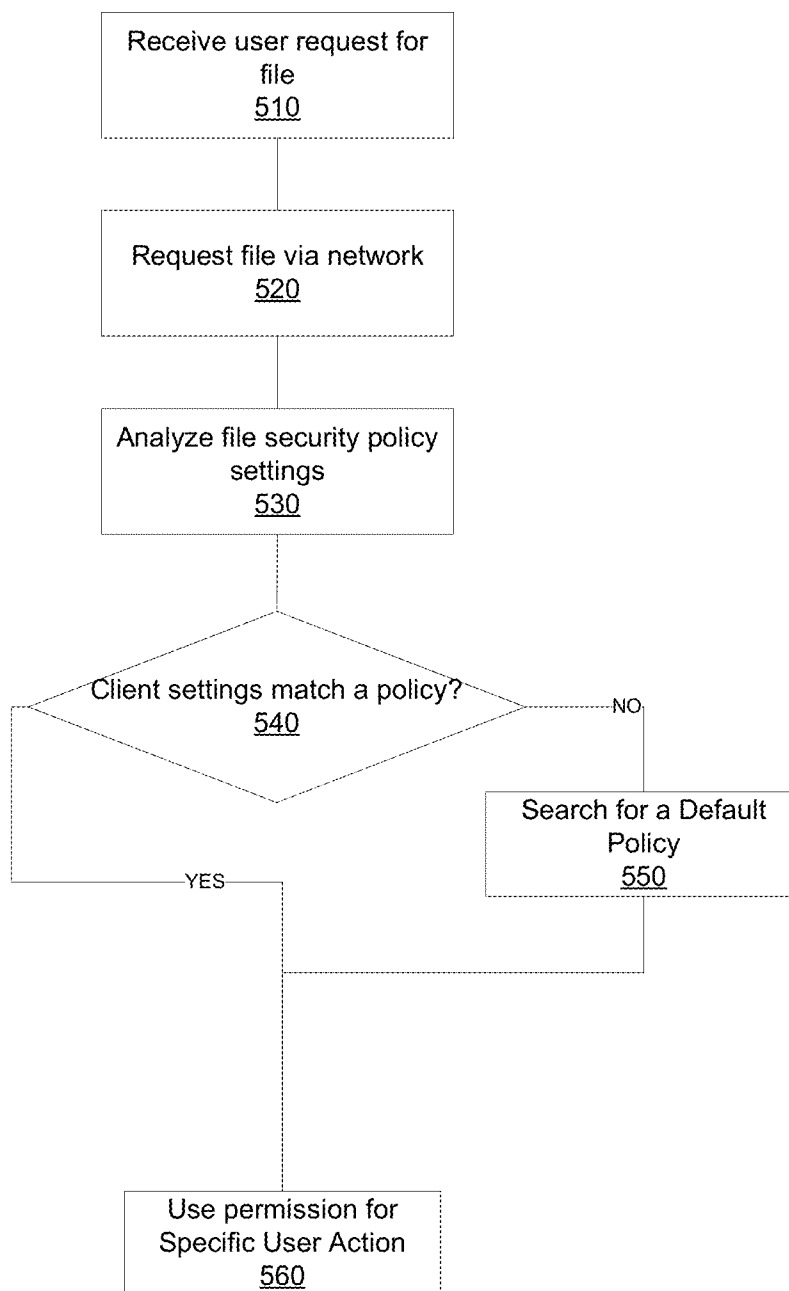 Receive user request for
file
510
Request file via network
520
Analyze file security policy
settings
530
Client settings match a policy?
540
NO
Search for a Default
Policy
550
YES
Use permission for
Specific User Action
560